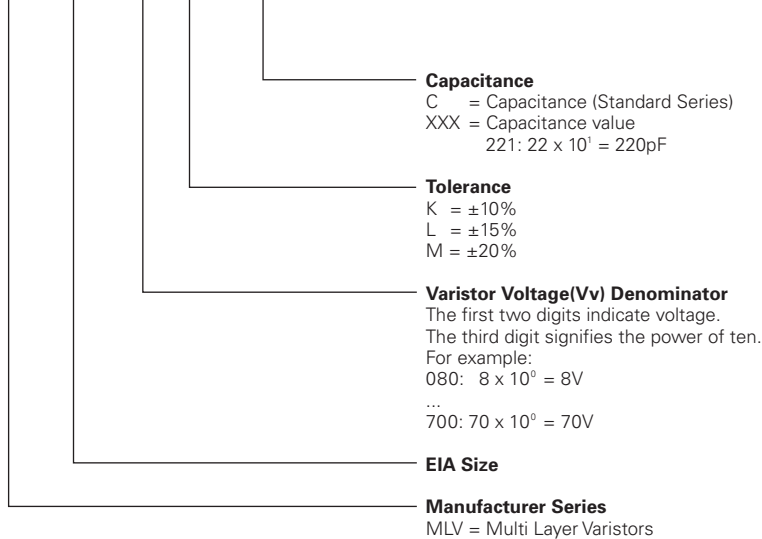 Capacitance
C = Capacitance (Standard Series)
XXX = Capacitance value
221: 22 x 10¹ = 220pF
Tolerance
K = ±10%
L = ±15%
M = ±20%
Varistor Voltage(Vv) Denominator
The first two digits indicate voltage.
The third digit signifies the power of ten.
For example:
080: 8 x 10⁰ = 8V
...
700: 70 x 10⁰ = 70V
EIA Size
Manufacturer Series
MLV = Multi Layer Varistors